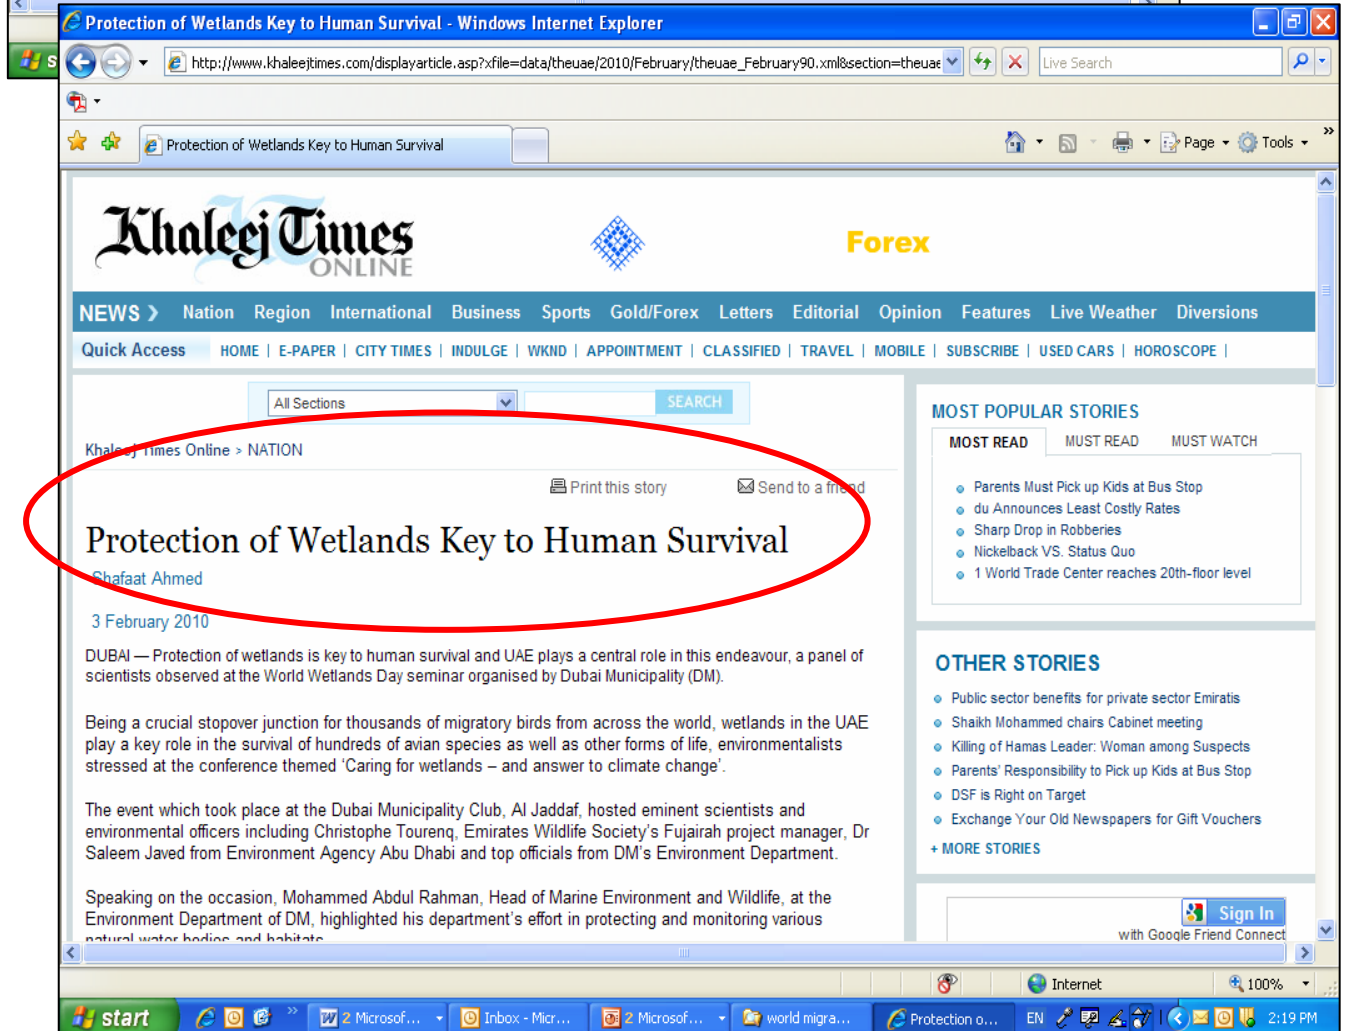 Protection of Wetlands Key to Human Survival - Windows Internet Explorer
http://www.khaleejtimes.com/displayarticle.asp?xfile=data/theuae/2010/February/theuae_February90.xml&section=theuae
Live Search
Protection of Wetlands Key to Human Survival
Page
Tools
Khaleej Times
ONLINE
Forex
NEWS Nation Region International Business Sports Gold/Forex Letters Editorial Opinion Features Live Weather Diversions
Quick Access HOME | E-PAPER | CITY TIMES | INDULGE | WKND | APPOINTMENT | CLASSIFIED | TRAVEL | MOBILE | SUBSCRIBE | USED CARS | HOROSCOPE |
All Sections
SEARCH
Khaleej Times Online > NATION
Print this story
Send to a friend
Protection of Wetlands Key to Human Survival
Shafaat Ahmed
3 February 2010
DUBAI — Protection of wetlands is key to human survival and UAE plays a central role in this endeavour, a panel of
scientists observed at the World Wetlands Day seminar organised by Dubai Municipality (DM).
Being a crucial stopover junction for thousands of migratory birds from across the world, wetlands in the UAE
play a key role in the survival of hundreds of avian species as well as other forms of life, environmentalists
stressed at the conference themed ‘Caring for wetlands – and answer to climate change’.
The event which took place at the Dubai Municipality Club, Al Jaddaf, hosted eminent scientists and
environmental officers including Christophe Tourenq, Emirates Wildlife Society’s Fujairah project manager, Dr
Saleem Javed from Environment Agency Abu Dhabi and top officials from DM’s Environment Department.
Speaking on the occasion, Mohammed Abdul Rahman, Head of Marine Environment and Wildlife, at the
Environment Department of DM, highlighted his department’s effort in protecting and monitoring various
natural water bodies and habitats
MOST POPULAR STORIES
MOST READ MUST READ MUST WATCH
Parents Must Pick up Kids at Bus Stop
du Announces Least Costly Rates
Sharp Drop in Robberies
Nickelback VS. Status Quo
1 World Trade Center reaches 20th-floor level
OTHER STORIES
Public sector benefits for private sector Emiratis
Shaikh Mohammed chairs Cabinet meeting
Killing of Hamas Leader: Woman among Suspects
Parents' Responsibility to Pick up Kids at Bus Stop
DSF is Right on Target
Exchange Your Old Newspapers for Gift Vouchers
+ MORE STORIES
Sign In
with Google Friend Connect
Internet
100%
start
2 Microsof...
Inbox - Micr...
2 Microsof...
world migra...
Protection o...
EN
2:19 PM